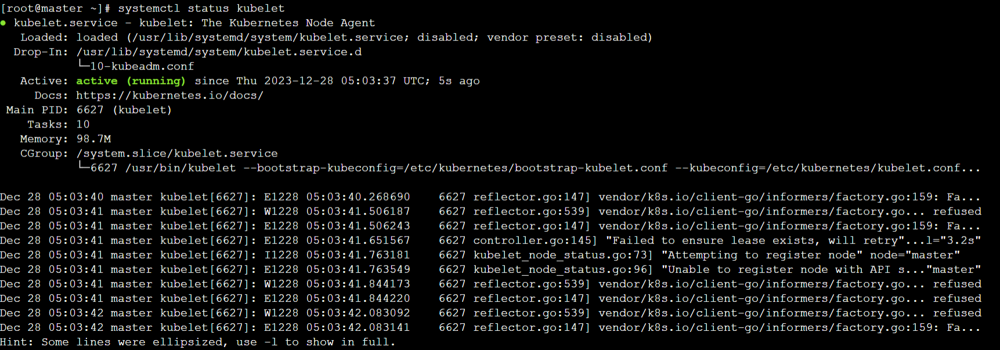 [root@master ~]# systemctl status kubelet
● kubelet.service - kubelet: The Kubernetes Node Agent
   Loaded: loaded (/usr/lib/systemd/system/kubelet.service; disabled; vendor preset: disabled)
  Drop-In: /usr/lib/systemd/system/kubelet.service.d
           └─10-kubeadm.conf
   Active: active (running) since Thu 2023-12-28 05:03:37 UTC; 5s ago
     Docs: https://kubernetes.io/docs/
 Main PID: 6627 (kubelet)
    Tasks: 10
   Memory: 98.7M
   CGroup: /system.slice/kubelet.service
           └─6627 /usr/bin/kubelet --bootstrap-kubeconfig=/etc/kubernetes/bootstrap-kubelet.conf --kubeconfig=/etc/kubernetes/kubelet.conf...

Dec 28 05:03:40 master kubelet[6627]: E1228 05:03:40.268690    6627 reflector.go:147] vendor/k8s.io/client-go/informers/factory.go:159: Fa...
Dec 28 05:03:41 master kubelet[6627]: W1228 05:03:41.506187    6627 reflector.go:539] vendor/k8s.io/client-go/informers/factory.go... refused
Dec 28 05:03:41 master kubelet[6627]: E1228 05:03:41.506243    6627 reflector.go:147] vendor/k8s.io/client-go/informers/factory.go:159: Fa...
Dec 28 05:03:41 master kubelet[6627]: E1228 05:03:41.651567    6627 controller.go:145] "Failed to ensure lease exists, will retry"...l="3.2s"
Dec 28 05:03:41 master kubelet[6627]: I1228 05:03:41.763181    6627 kubelet_node_status.go:73] "Attempting to register node" node="master"
Dec 28 05:03:41 master kubelet[6627]: E1228 05:03:41.763549    6627 kubelet_node_status.go:96] "Unable to register node with API s..."master"
Dec 28 05:03:41 master kubelet[6627]: W1228 05:03:41.844173    6627 reflector.go:539] vendor/k8s.io/client-go/informers/factory.go... refused
Dec 28 05:03:41 master kubelet[6627]: E1228 05:03:41.844220    6627 reflector.go:147] vendor/k8s.io/client-go/informers/factory.go... refused
Dec 28 05:03:42 master kubelet[6627]: W1228 05:03:42.083092    6627 reflector.go:539] vendor/k8s.io/client-go/informers/factory.go... refused
Dec 28 05:03:42 master kubelet[6627]: E1228 05:03:42.083141    6627 reflector.go:147] vendor/k8s.io/client-go/informers/factory.go:159: Fa...
Hint: Some lines were ellipsized, use -l to show in full.